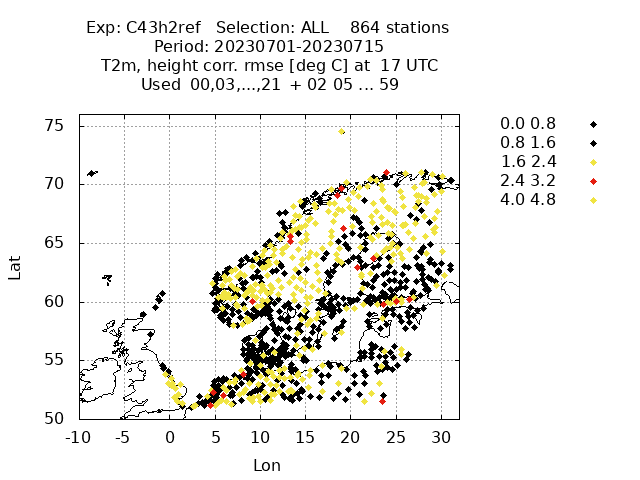 Exp: C43h2ref   Selection: ALL    864 stations
Period: 20230701-20230715
T2m, height corr. rmse [deg C] at  17 UTC
Used  00,03,...,21  + 02 05 ... 59
75
70
65
60
55
50
Lat
-10 -5 0 5 10 15 20 25 30
Lon
0.0 0.8
0.8 1.6
1.6 2.4
2.4 3.2
4.0 4.8